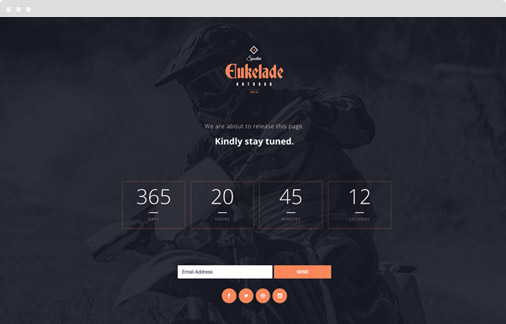 Eukelade
OUTDOOR
We are about to release this page.
Kindly stay tuned.
365 20 45 12
DAYS HOURS MINUTES SECONDS
Email Address SEND